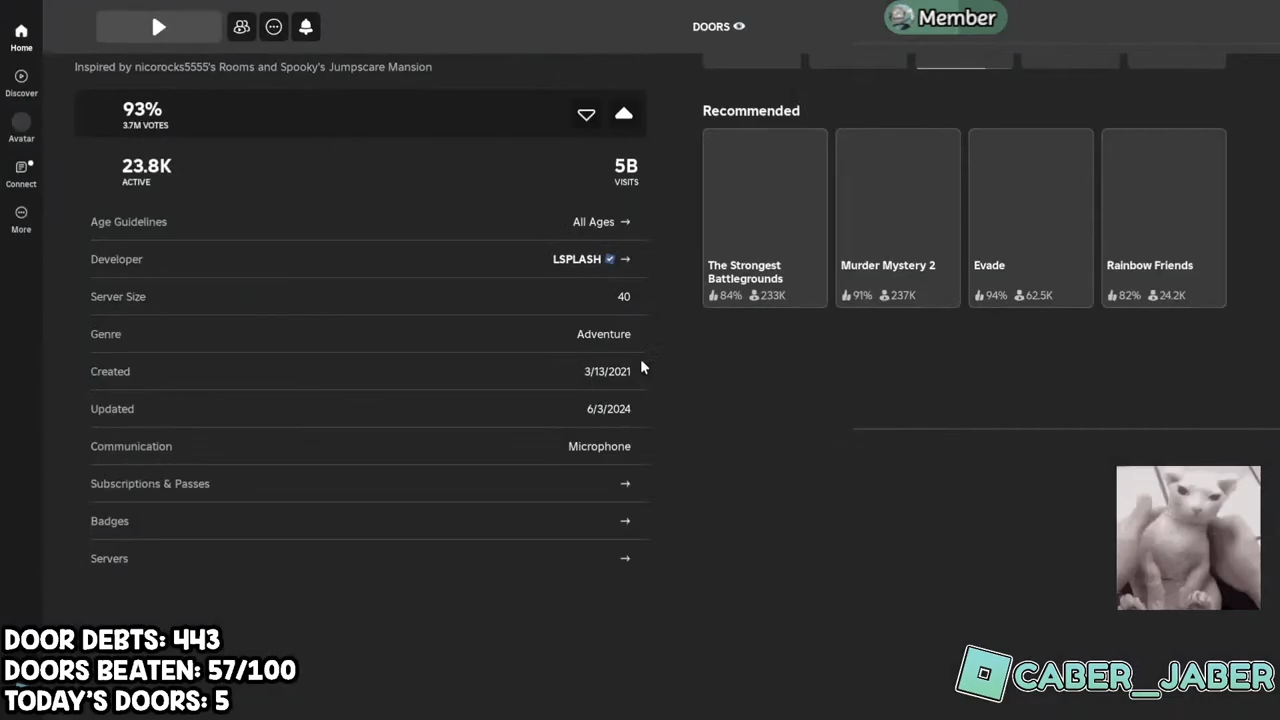 Home
Discover
Avatar
Connect
More
DOORS
Member
Inspired by nicorocks5555's Rooms and Spooky's Jumpscare Mansion
93%
3.7M VOTES
23.8K
ACTIVE
5B
VISITS
Age Guidelines All Ages →
Developer LSPLASH →
Server Size 40
Genre Adventure
Created 3/13/2021
Updated 6/3/2024
Communication Microphone
Subscriptions & Passes →
Badges →
Servers →
Recommended
The Strongest
Battlegrounds
84% 233K
Murder Mystery 2
91% 237K
Evade
94% 62.5K
Rainbow Friends
82% 24.2K
DOOR DEBTS: 443
DOORS BEATEN: 57/100
TODAY'S DOORS: 5
CABER_JABER